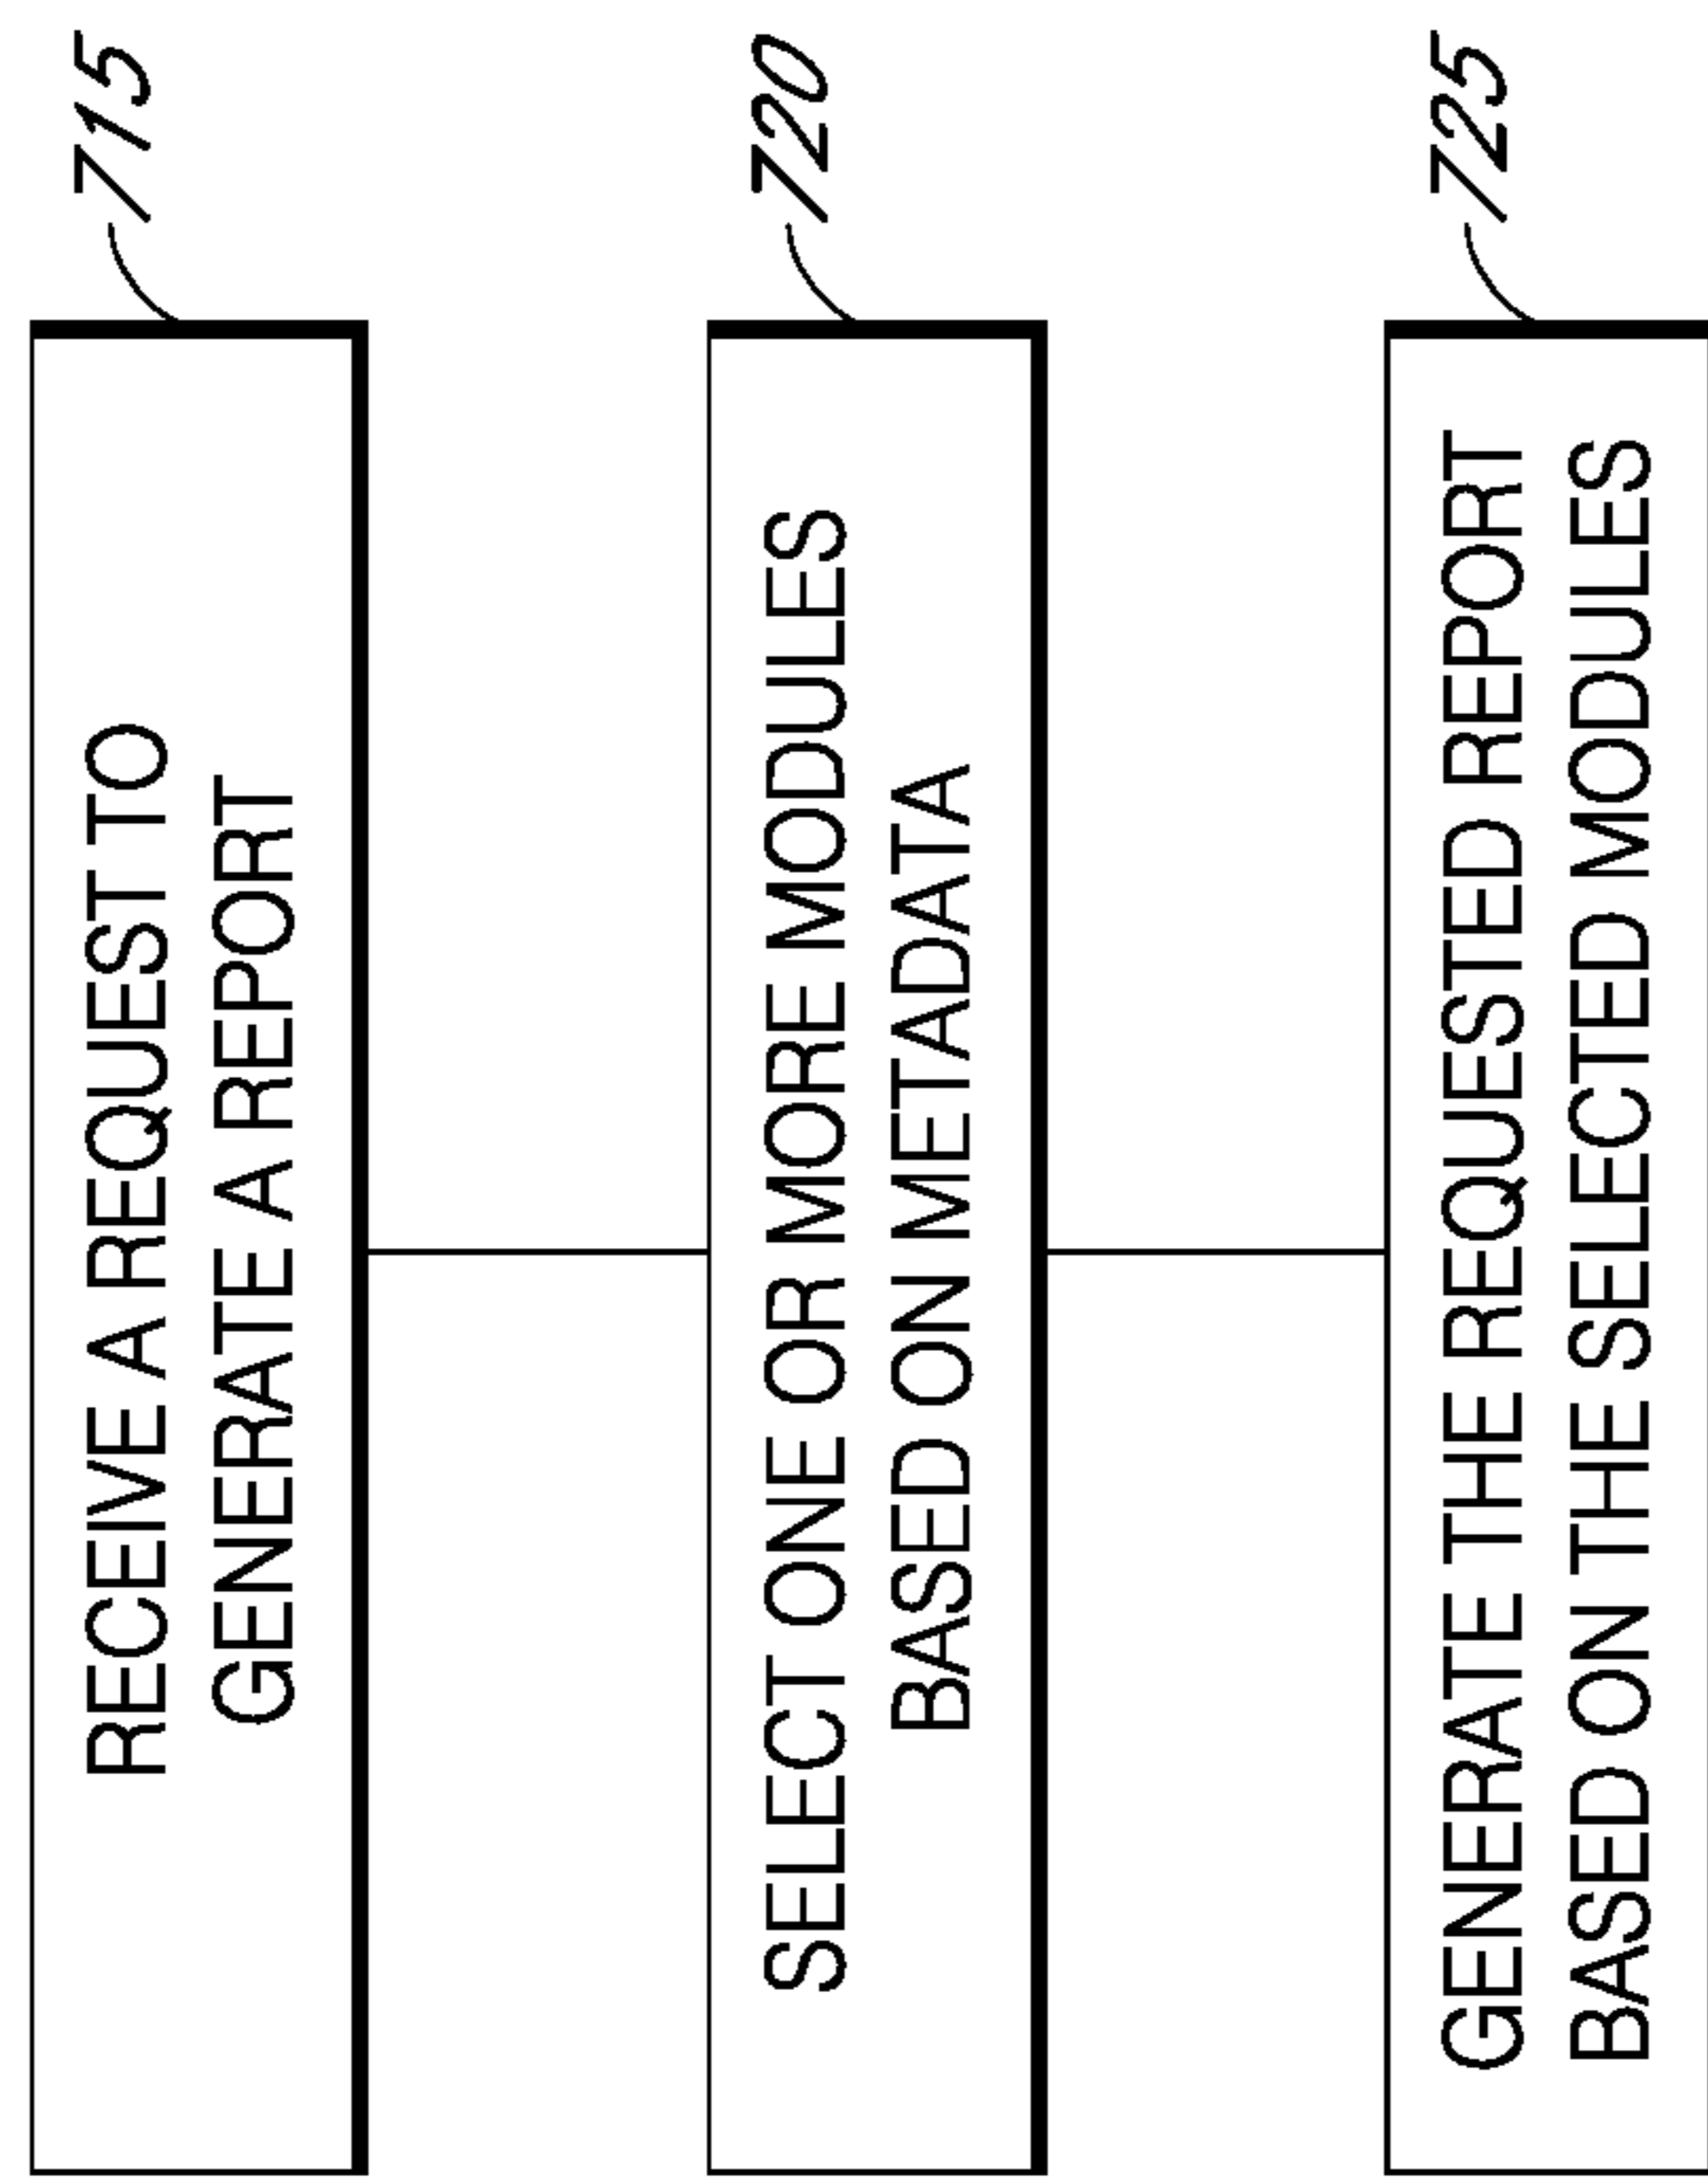 715
RECEIVE A REQUEST TO
GENERATE A REPORT
720
SELECT ONE OR MORE MODULES
BASED ON METADATA
725
GENERATE THE REQUESTED REPORT
BASED ON THE SELECTED MODULES